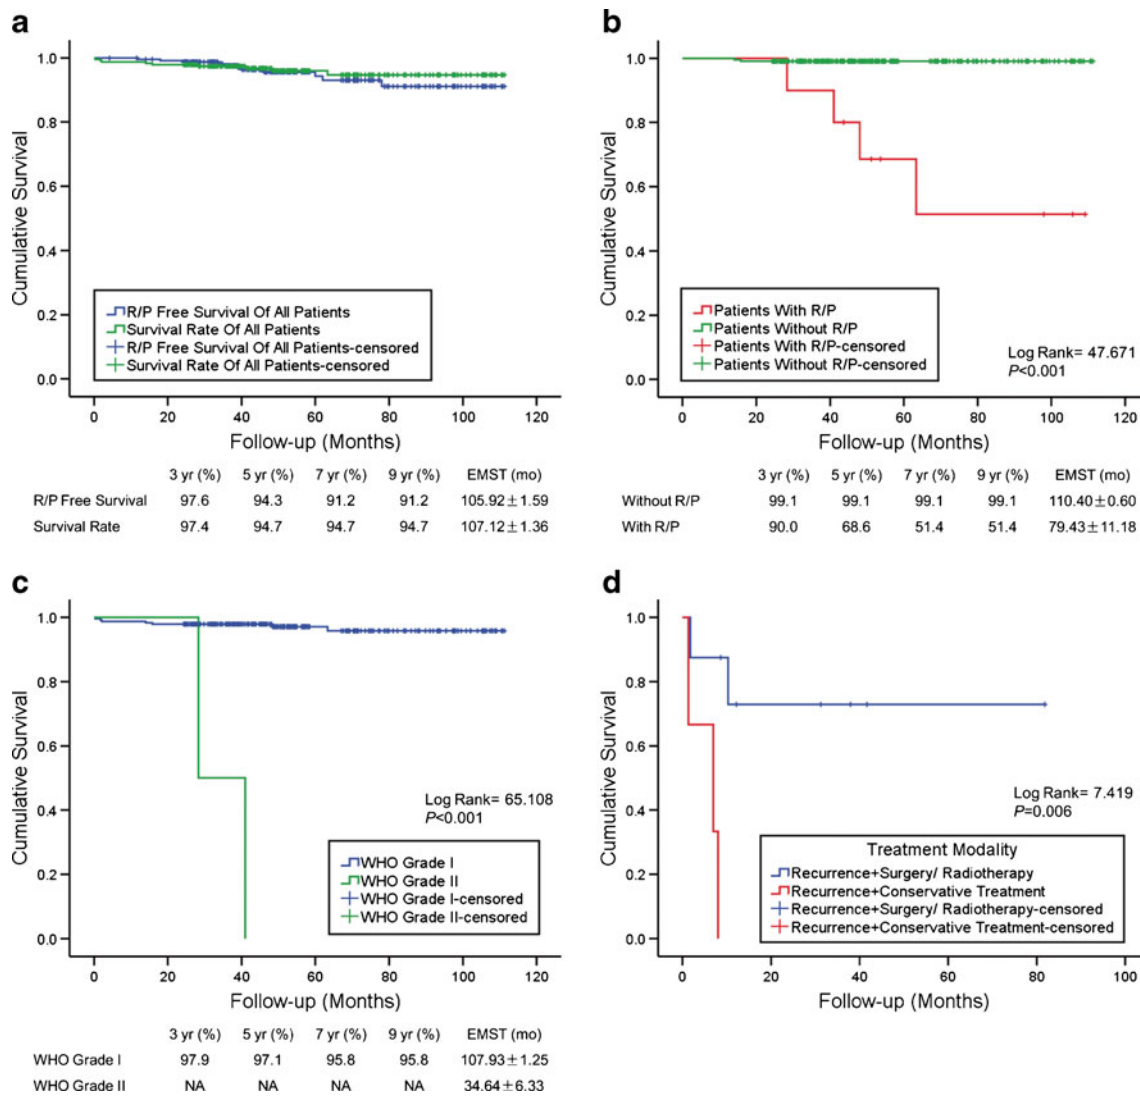 a
1.0
0.8
0.6
0.4
0.2
0.0
Cumulative Survival
R/P Free Survival Of All Patients
Survival Rate Of All Patients
R/P Free Survival Of All Patients-censored
Survival Rate Of All Patients-censored
0 20 40 60 80 100 120
Follow-up (Months)
3 yr (%) 5 yr (%) 7 yr (%) 9 yr (%) EMST (mo)
R/P Free Survival 97.6 94.3 91.2 91.2 105.92±1.59
Survival Rate 97.4 94.7 94.7 94.7 107.12±1.36
b
1.0
0.8
0.6
0.4
0.2
0.0
Cumulative Survival
Patients With R/P
Patients Without R/P
Patients With R/P-censored
Patients Without R/P-censored
Log Rank= 47.671
P<0.001
0 20 40 60 80 100 120
Follow-up (Months)
3 yr (%) 5 yr (%) 7 yr (%) 9 yr (%) EMST (mo)
Without R/P 99.1 99.1 99.1 99.1 110.40±0.60
With R/P 90.0 68.6 51.4 51.4 79.43±11.18
c
1.0
0.8
0.6
0.4
0.2
0.0
Cumulative Survival
Log Rank= 65.108
P<0.001
WHO Grade I
WHO Grade II
WHO Grade I-censored
WHO Grade II-censored
0 20 40 60 80 100 120
Follow-up (Months)
3 yr (%) 5 yr (%) 7 yr (%) 9 yr (%) EMST (mo)
WHO Grade I 97.9 97.1 95.8 95.8 107.93±1.25
WHO Grade II NA NA NA NA 34.64±6.33
d
1.0
0.8
0.6
0.4
0.2
0.0
Cumulative Survival
Log Rank= 7.419
P=0.006
Treatment Modality
Recurrence+Surgery/ Radiotherapy
Recurrence+Conservative Treatment
Recurrence+Surgery/ Radiotherapy-censored
Recurrence+Conservative Treatment-censored
0 20 40 60 80 100
Follow-up (Months)